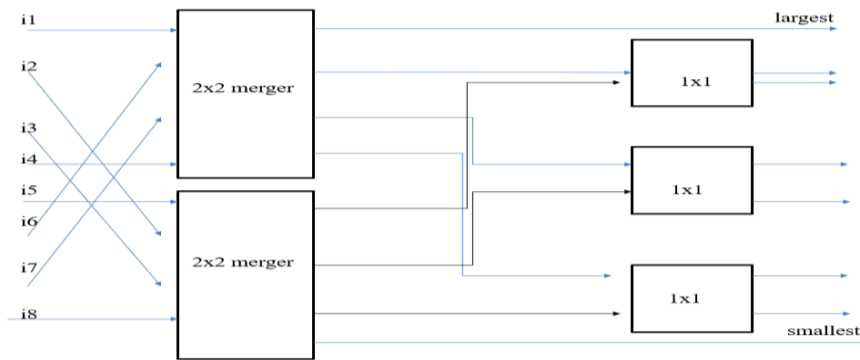 i1
largest
i2
2x2 merger
1x1
i3
i4
i5
1x1
i6
i7
2x2 merger
1x1
i8
smallest